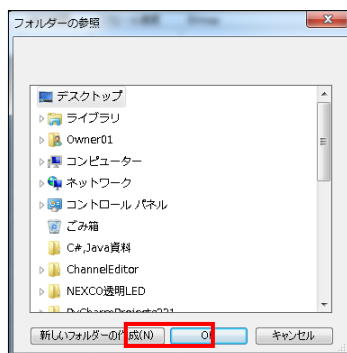 フォルダーの参照
デスクトップ
ライブラリ
Owner01
コンピューター
ネットワーク
コントロール パネル
ごみ箱
C#,Java資料
ChannelEditor
NEXCO透明LED
新しいフォルダーの作成(N) OK キャンセル